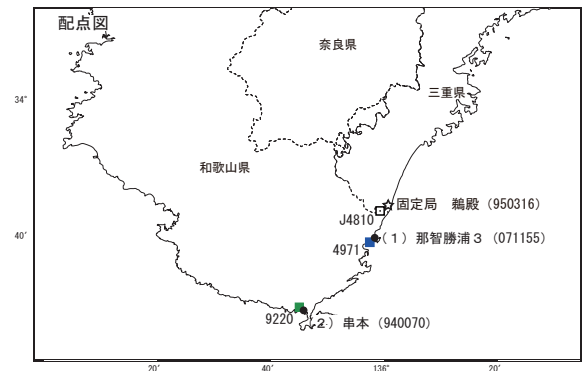 配点図
奈良県
34°
三重県
和歌山県
固定局 鵜殿（950316）
J4810
40′
（１）那智勝浦３（071155）
4971
9220
２）串本（940070）
20′ 40′ 136° 20′